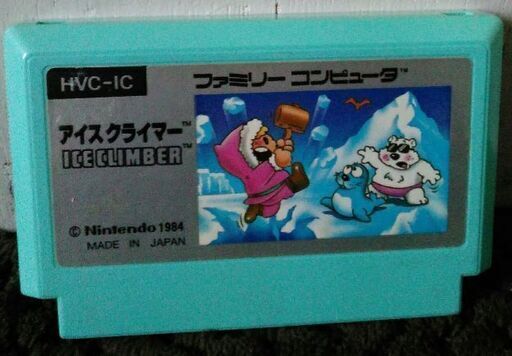 HVC-IC
ファミリー コンピュータ™
アイスクライマー™
ICE CLIMBER™
© Nintendo 1984
MADE IN JAPAN